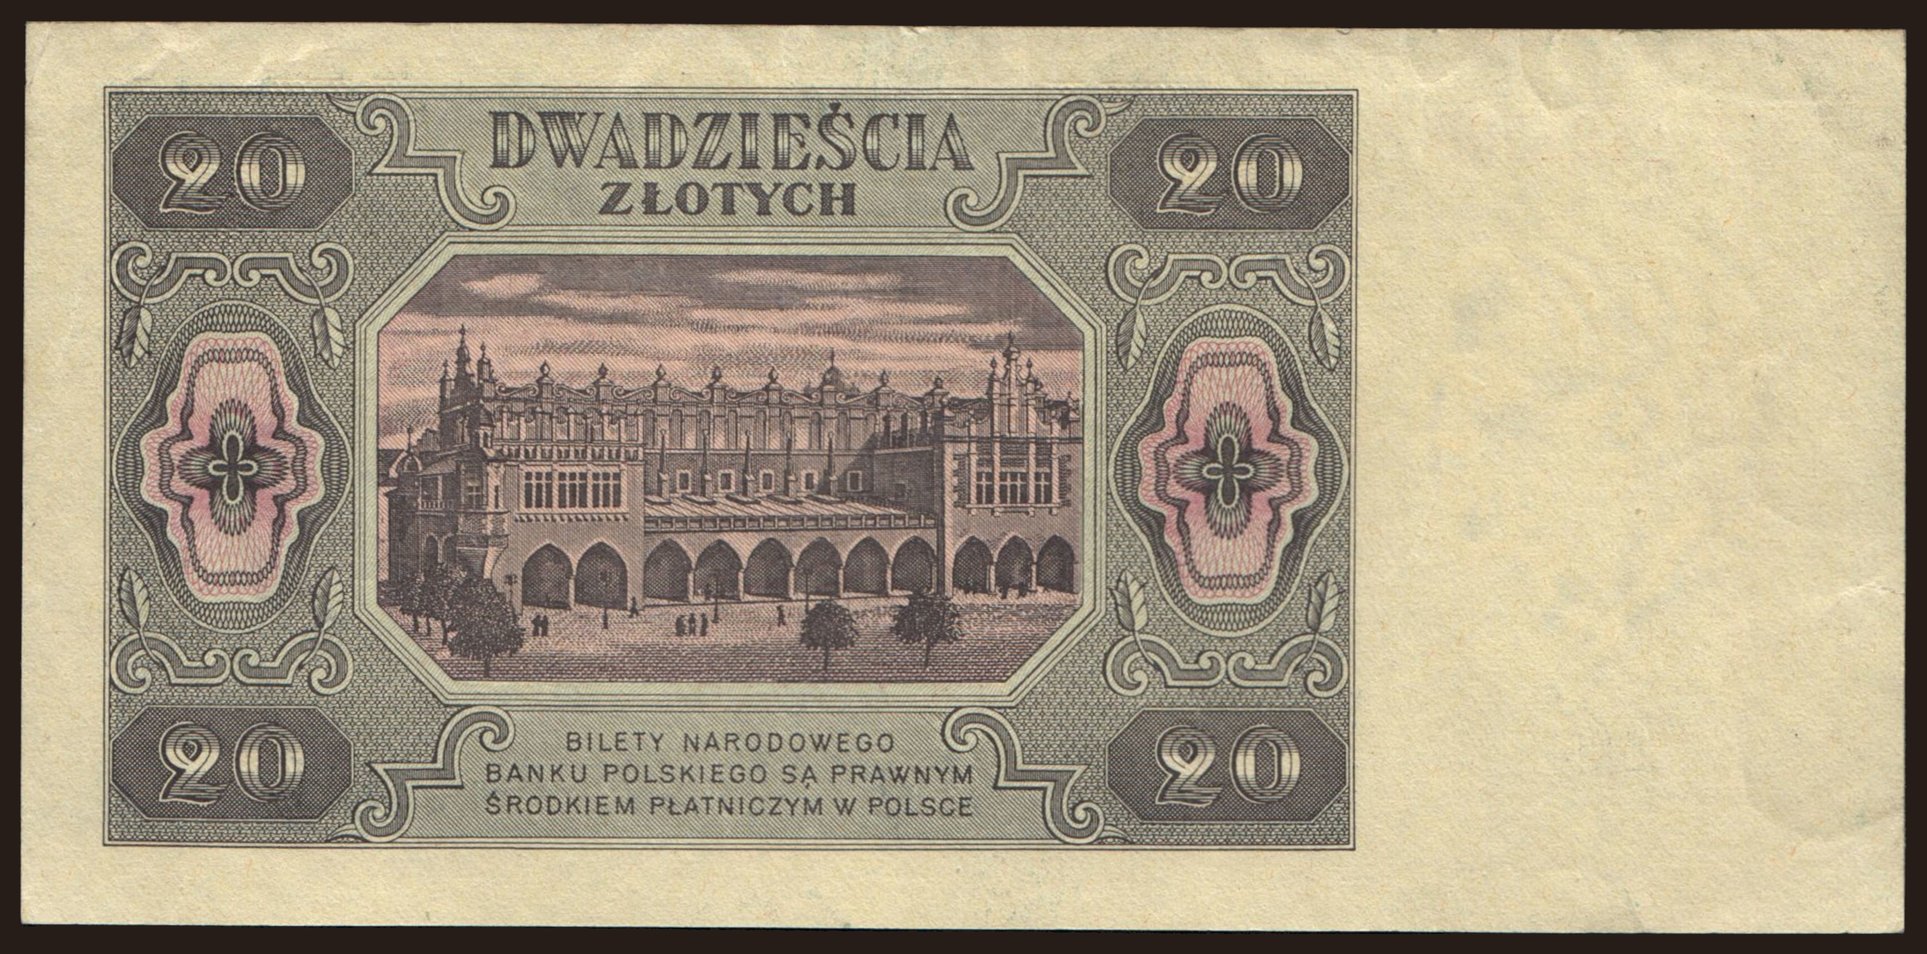 20
DWADZIEŚCIA
ZŁOTYCH
20
20
BILETY NARODOWEGO
BANKU POLSKIEGO SĄ PRAWNYM
ŚRODKIEM PŁATNICZYM W POLSCE
20